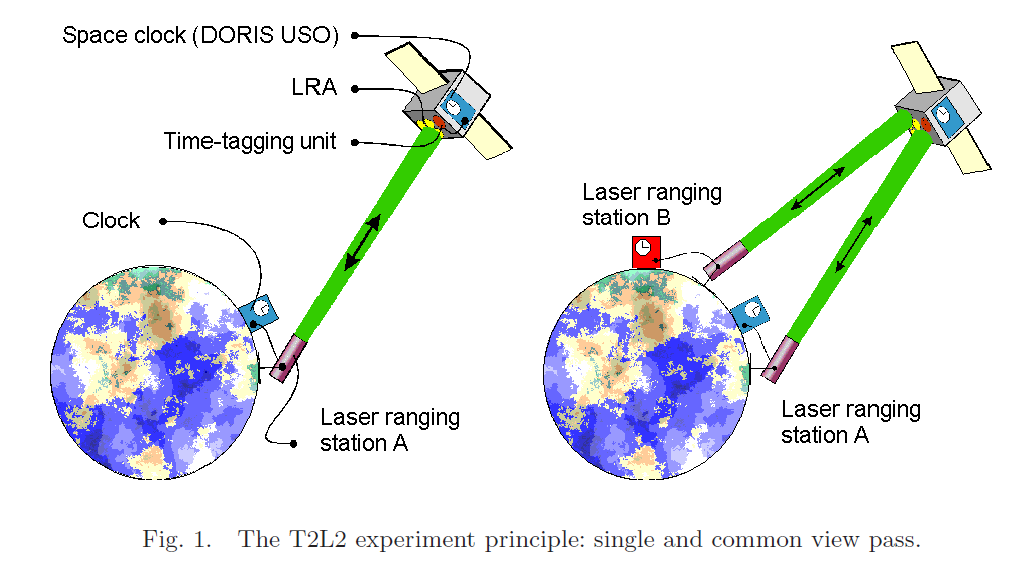 Space clock (DORIS USO)
LRA
Time-tagging unit
Clock
Laser ranging
station A
Laser ranging
station B
Laser ranging
station A
Fig. 1. The T2L2 experiment principle: single and common view pass.